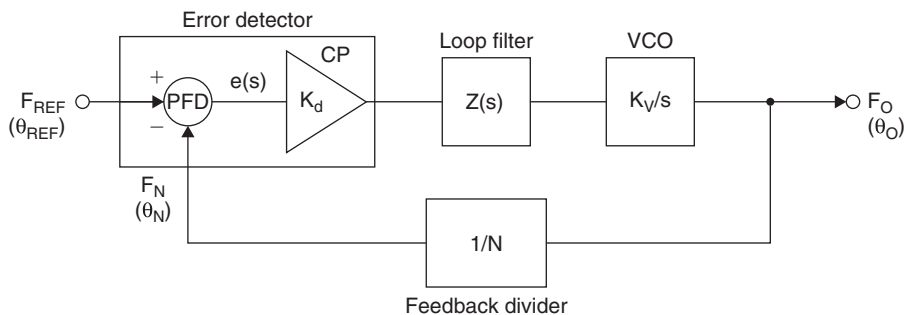 Error detector
CP
Loop filter
VCO
+
PFD
−
e(s)
K_d
Z(s)
K_V/s
F_REF
(θ_REF)
F_O
(θ_O)
F_N
(θ_N)
1/N
Feedback divider